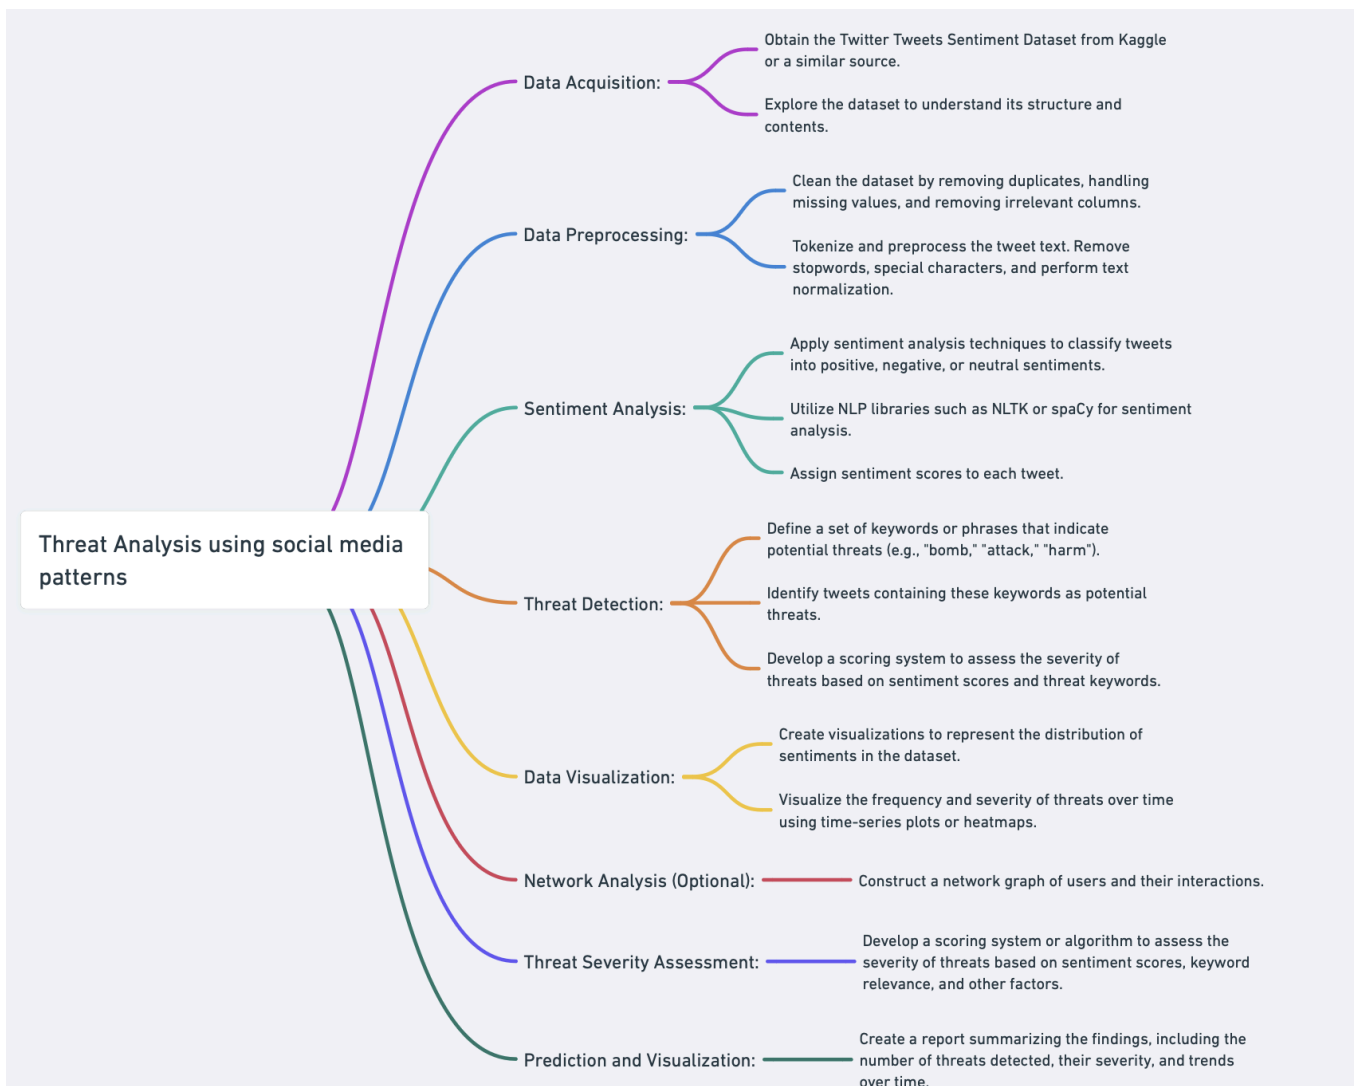 Obtain the Twitter Tweets Sentiment Dataset from Kaggle
or a similar source.
Data Acquisition:
Explore the dataset to understand its structure and
contents.
Clean the dataset by removing duplicates, handling
missing values, and removing irrelevant columns.
Data Preprocessing:
Tokenize and preprocess the tweet text. Remove
stopwords, special characters, and perform text
normalization.
Apply sentiment analysis techniques to classify tweets
into positive, negative, or neutral sentiments.
Sentiment Analysis:
Utilize NLP libraries such as NLTK or spaCy for sentiment
analysis.
Assign sentiment scores to each tweet.
Threat Analysis using social media
patterns
Define a set of keywords or phrases that indicate
potential threats (e.g., "bomb," "attack," "harm").
Threat Detection:
Identify tweets containing these keywords as potential
threats.
Develop a scoring system to assess the severity of
threats based on sentiment scores and threat keywords.
Create visualizations to represent the distribution of
sentiments in the dataset.
Data Visualization:
Visualize the frequency and severity of threats over time
using time-series plots or heatmaps.
Network Analysis (Optional):
Construct a network graph of users and their interactions.
Threat Severity Assessment:
Develop a scoring system or algorithm to assess the
severity of threats based on sentiment scores, keyword
relevance, and other factors.
Prediction and Visualization:
Create a report summarizing the findings, including the
number of threats detected, their severity, and trends
over time.